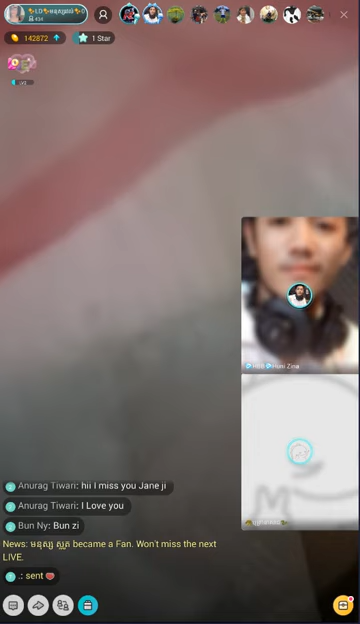 434
142872
1 Star
Anurag Tiwari: hii I miss you Jane ji
Anurag Tiwari: I Love you
Bun Ny: Bun zi
News: មនុស្ស ស្លូត became a Fan. Won't miss the next
LIVE.
.: sent